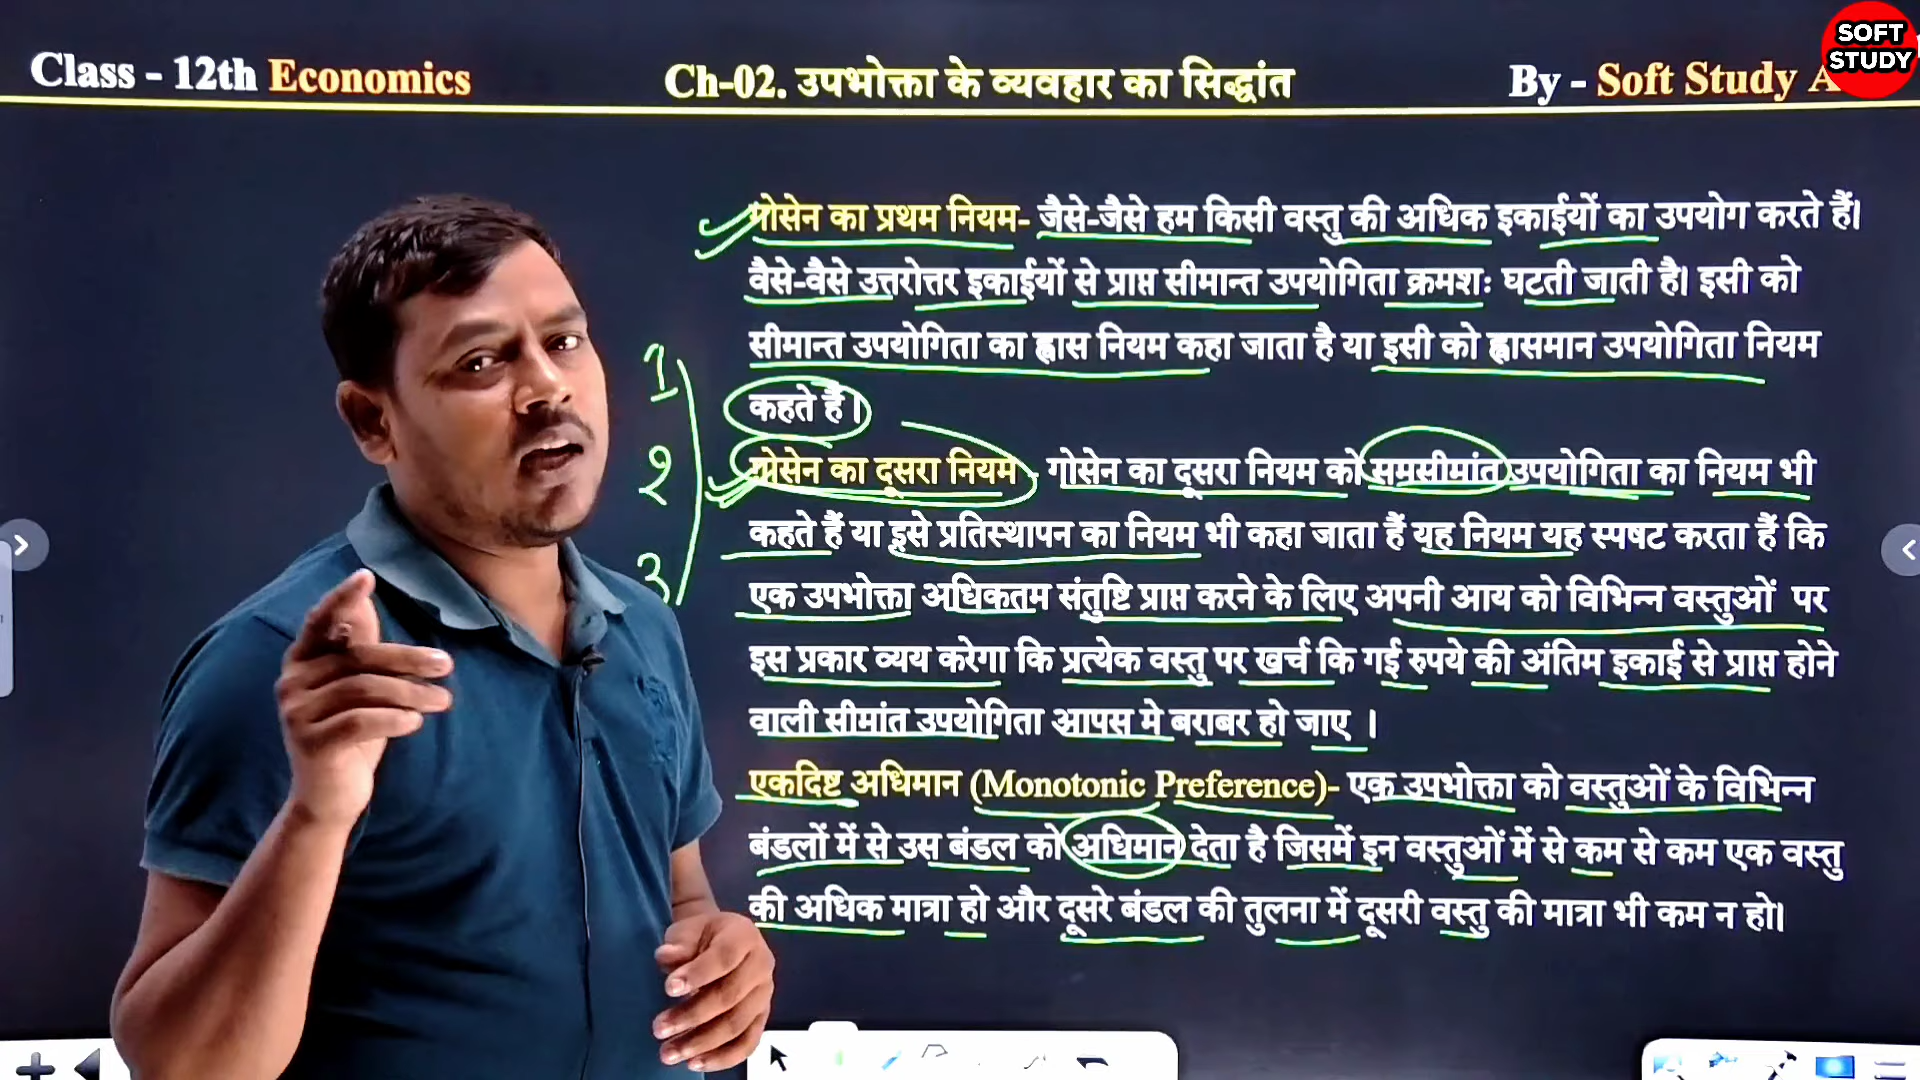 Class - 12th Economics
Ch-02. उपभोक्ता के व्यवहार का सिद्धांत
By - Soft Study A
SOFT
STUDY
गोसेन का प्रथम नियम- जैसे-जैसे हम किसी वस्तु की अधिक इकाईयों का उपयोग करते हैं।
वैसे-वैसे उत्तरोत्तर इकाईयों से प्राप्त सीमान्त उपयोगिता क्रमशः घटती जाती है। इसी को
सीमान्त उपयोगिता का ह्वास नियम कहा जाता है या इसी को ह्वासमान उपयोगिता नियम
कहते हैं।
गोसेन का दूसरा नियम - गोसेन का दूसरा नियम को समसीमांत उपयोगिता का नियम भी
कहते हैं या इसे प्रतिस्थापन का नियम भी कहा जाता हैं यह नियम यह स्पषट करता हैं कि
एक उपभोक्ता अधिकतम संतुष्टि प्राप्त करने के लिए अपनी आय को विभिन्न वस्तुओं पर
इस प्रकार व्यय करेगा कि प्रत्येक वस्तु पर खर्च कि गई रुपये की अंतिम इकाई से प्राप्त होने
वाली सीमांत उपयोगिता आपस मे बराबर हो जाए ।
एकदिष्ट अधिमान (Monotonic Preference)- एक उपभोक्ता को वस्तुओं के विभिन्न
बंडलों में से उस बंडल को अधिमान देता है जिसमें इन वस्तुओं में से कम से कम एक वस्तु
की अधिक मात्रा हो और दूसरे बंडल की तुलना में दूसरी वस्तु की मात्रा भी कम न हो।
1
2
3